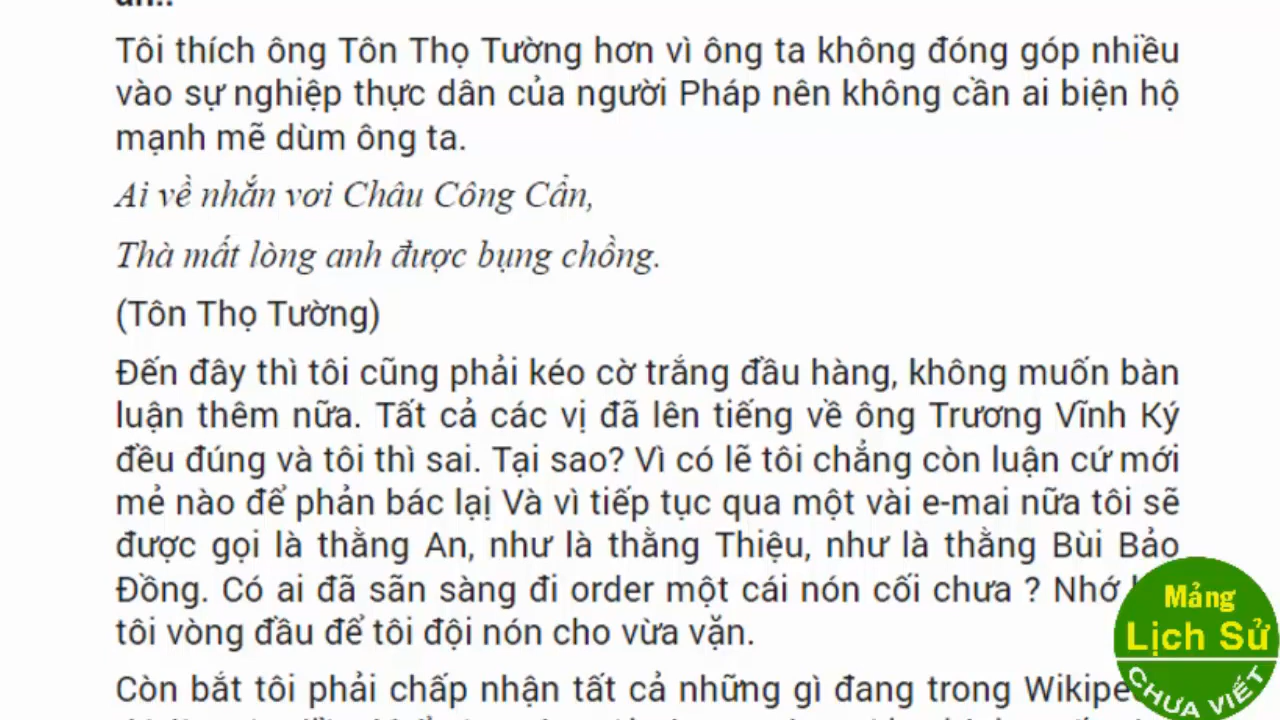 Tôi thích ông Tôn Thọ Tường hơn vì ông ta không đóng góp nhiều
vào sự nghiệp thực dân của người Pháp nên không cần ai biện hộ
mạnh mẽ dùm ông ta.
Ai về nhắn vơi Châu Công Cẩn,
Thà mất lòng anh được bụng chồng.
(Tôn Thọ Tường)
Đến đây thì tôi cũng phải kéo cờ trắng đầu hàng, không muốn bàn
luận thêm nữa. Tất cả các vị đã lên tiếng về ông Trương Vĩnh Ký
đều đúng và tôi thì sai. Tại sao? Vì có lẽ tôi chẳng còn luận cứ mới
mẻ nào để phản bác lại Và vì tiếp tục qua một vài e-mai nữa tôi sẽ
được gọi là thằng An, như là thằng Thiệu, như là thằng Bùi Bảo
Đồng. Có ai đã sãn sàng đi order một cái nón cối chưa ? Nhớ
tôi vòng đầu để tôi đội nón cho vừa vặn.
Còn bắt tôi phải chấp nhận tất cả những gì đang trong
Mảng
Lịch Sử
CHƯA VIẾT